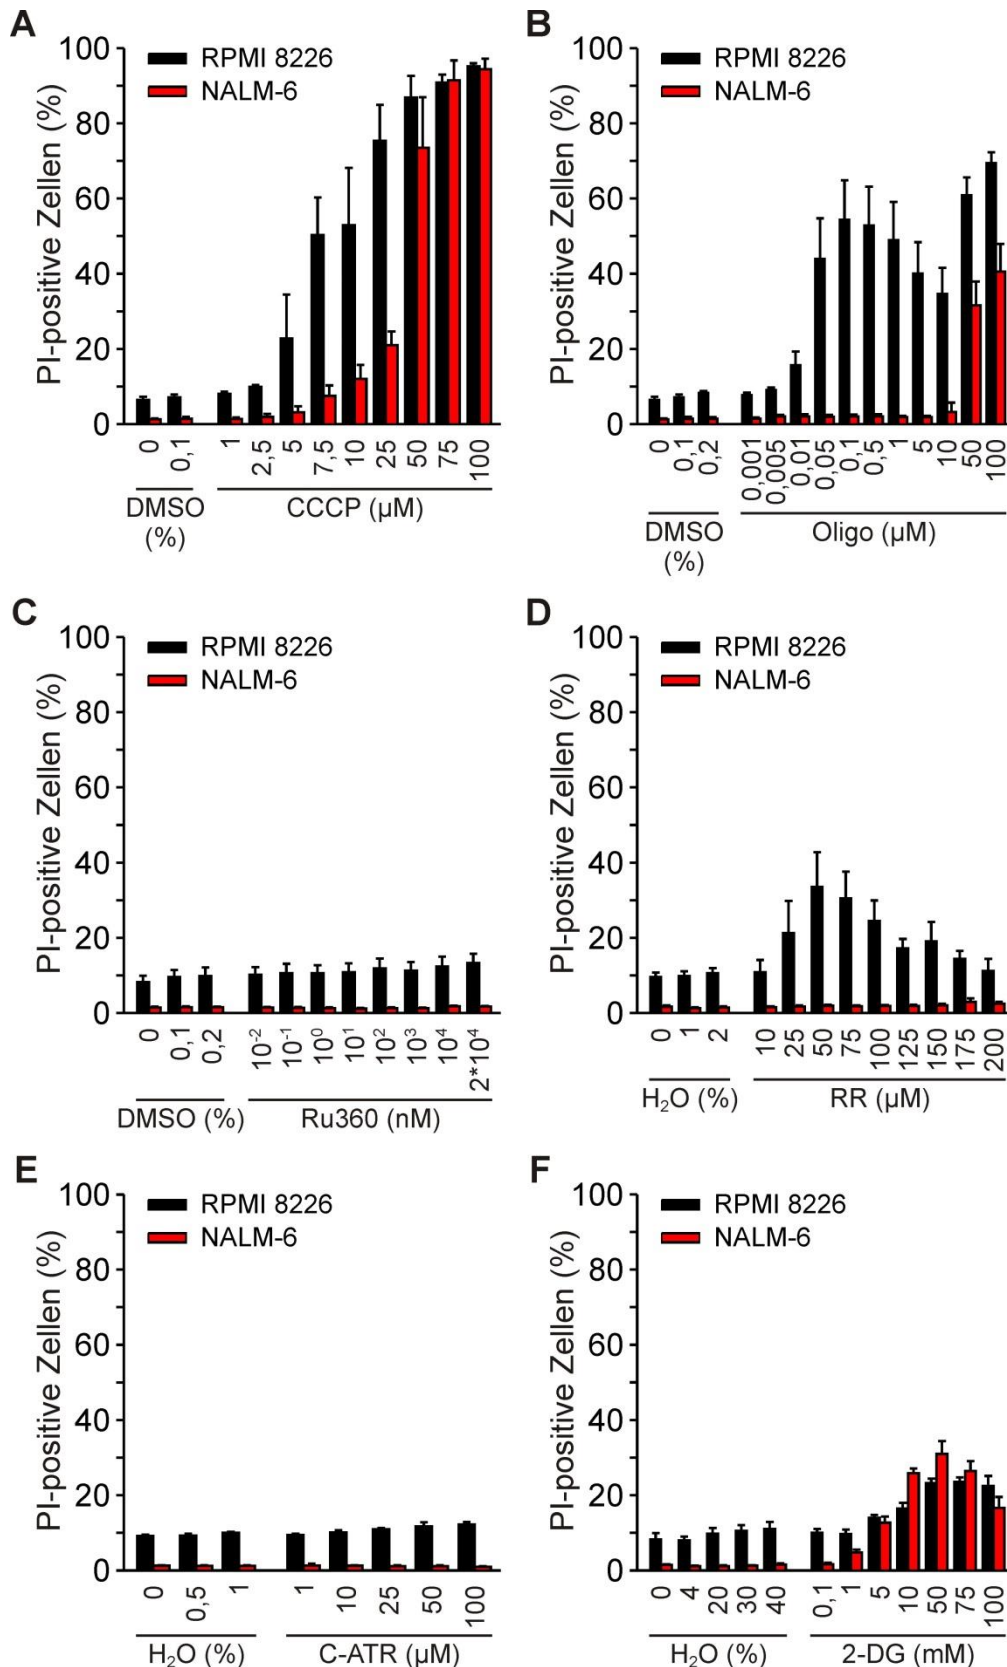 A
PI-positive Zellen (%)
100
80
60
40
20
0
RPMI 8226
NALM-6
0
0,1
1
2,5
5
7,5
10
25
50
75
100
DMSO
(%)
CCCP (µM)
B
PI-positive Zellen (%)
100
80
60
40
20
0
RPMI 8226
NALM-6
0
0,1
0,2
0,001
0,005
0,01
0,05
0,1
0,5
1
5
10
50
100
DMSO
(%)
Oligo (µM)
C
PI-positive Zellen (%)
100
80
60
40
20
0
RPMI 8226
NALM-6
0
0,1
0,2
10⁻²
10⁻¹
10⁰
10¹
10²
10³
10⁴
2*10⁴
DMSO (%)
Ru360 (nM)
D
PI-positive Zellen (%)
100
80
60
40
20
0
RPMI 8226
NALM-6
0
1
2
10
25
50
75
100
125
150
175
200
H₂O (%)
RR (µM)
E
PI-positive Zellen (%)
100
80
60
40
20
0
RPMI 8226
NALM-6
0
0,5
1
1
10
25
50
100
H₂O (%)
C-ATR (µM)
F
PI-positive Zellen (%)
100
80
60
40
20
0
RPMI 8226
NALM-6
0
4
20
30
40
0,1
1
5
10
50
75
100
H₂O (%)
2-DG (mM)